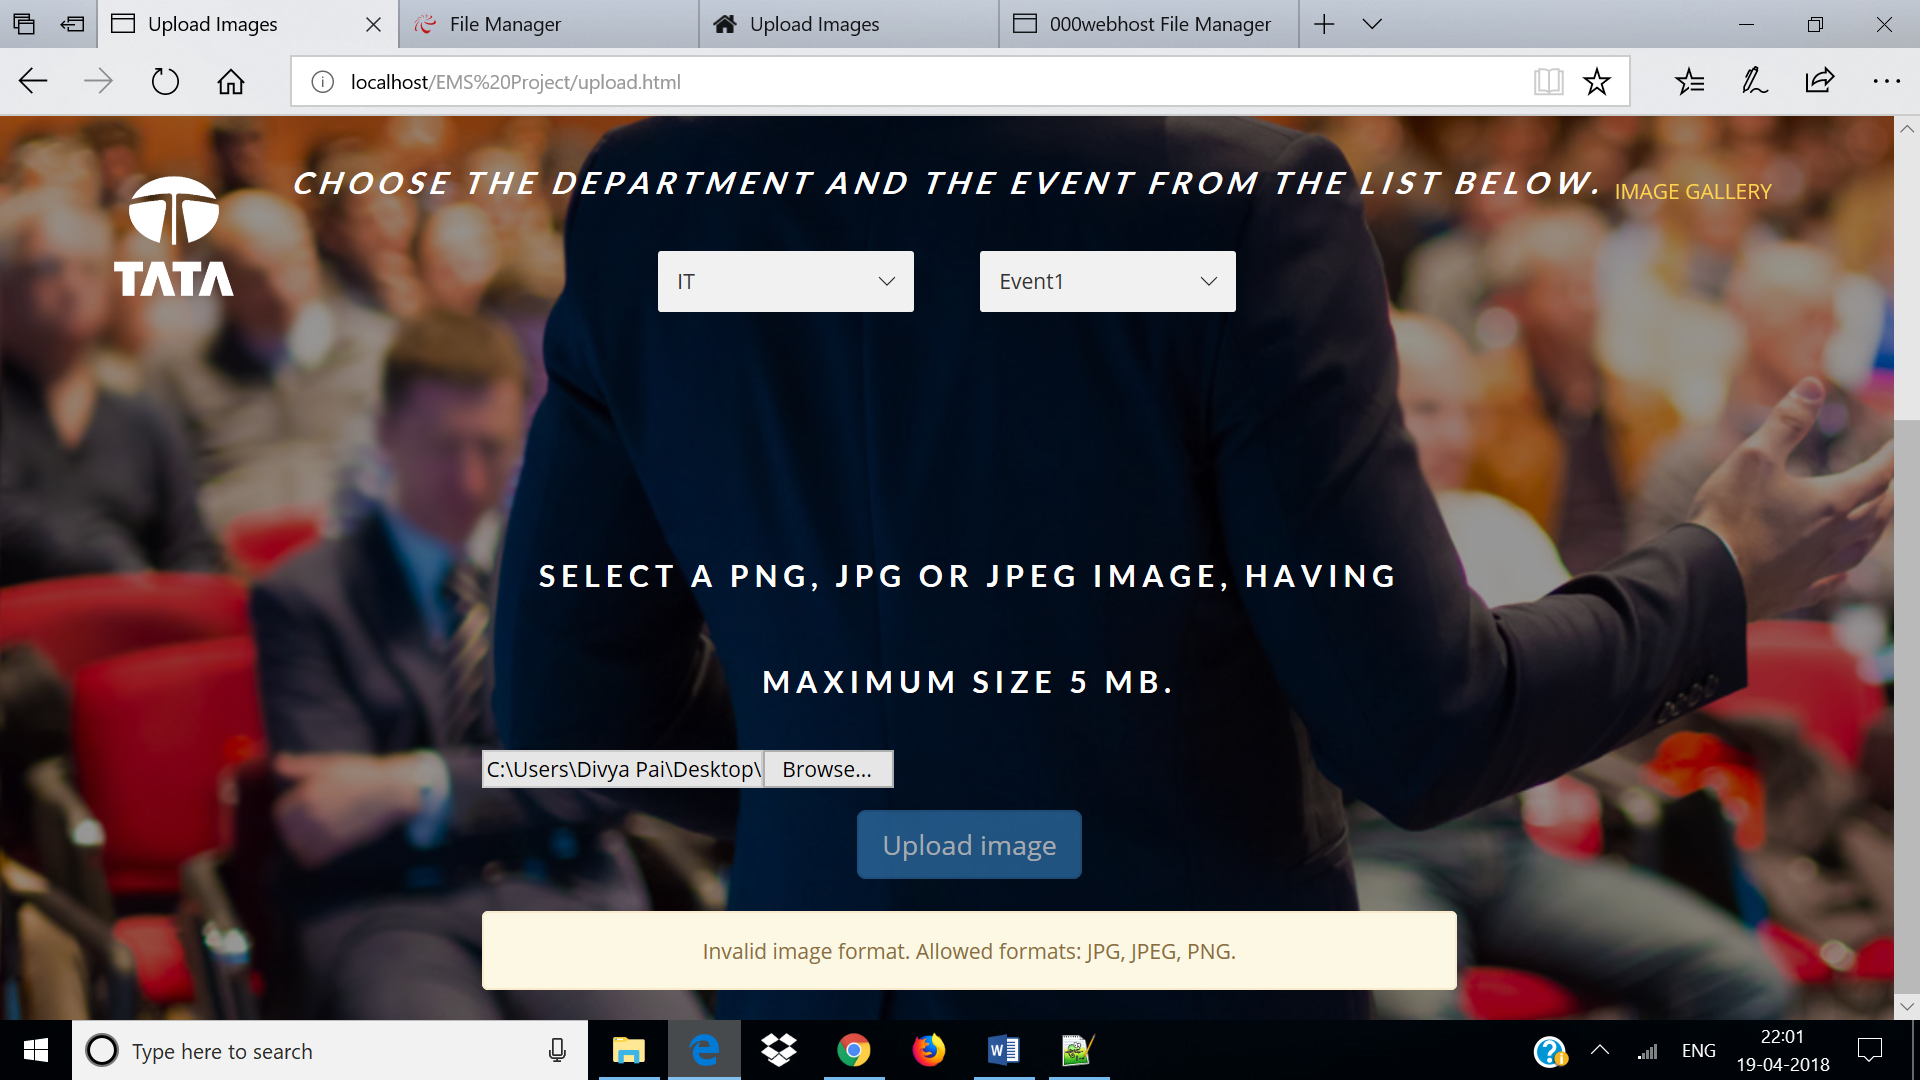 Upload Images
File Manager
Upload Images
000webhost File Manager
localhost/EMS%20Project/upload.html
CHOOSE THE DEPARTMENT AND THE EVENT FROM THE LIST BELOW.
IMAGE GALLERY
TATA
IT
Event1
SELECT A PNG, JPG OR JPEG IMAGE, HAVING
MAXIMUM SIZE 5 MB.
C:\Users\Divya Pai\Desktop\
Browse...
Upload image
Invalid image format. Allowed formats: JPG, JPEG, PNG.
Type here to search
ENG
22:01
19-04-2018